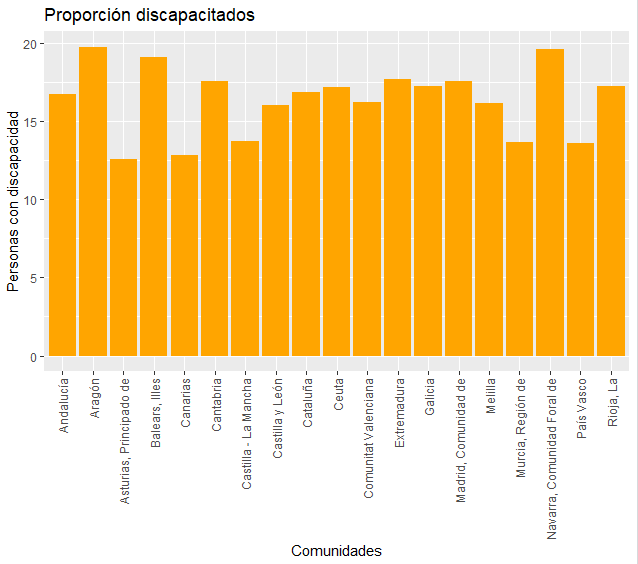 Proporción discapacitados
Personas con discapacidad
20
15
10
5
0
Andalucía
Aragón
Asturias, Principado de
Balears, Illes
Canarias
Cantabria
Castilla - La Mancha
Castilla y León
Cataluña
Ceuta
Comunitat Valenciana
Extremadura
Galicia
Madrid, Comunidad de
Melilla
Murcia, Región de
Navarra, Comunidad Foral de
País Vasco
Rioja, La
Comunidades